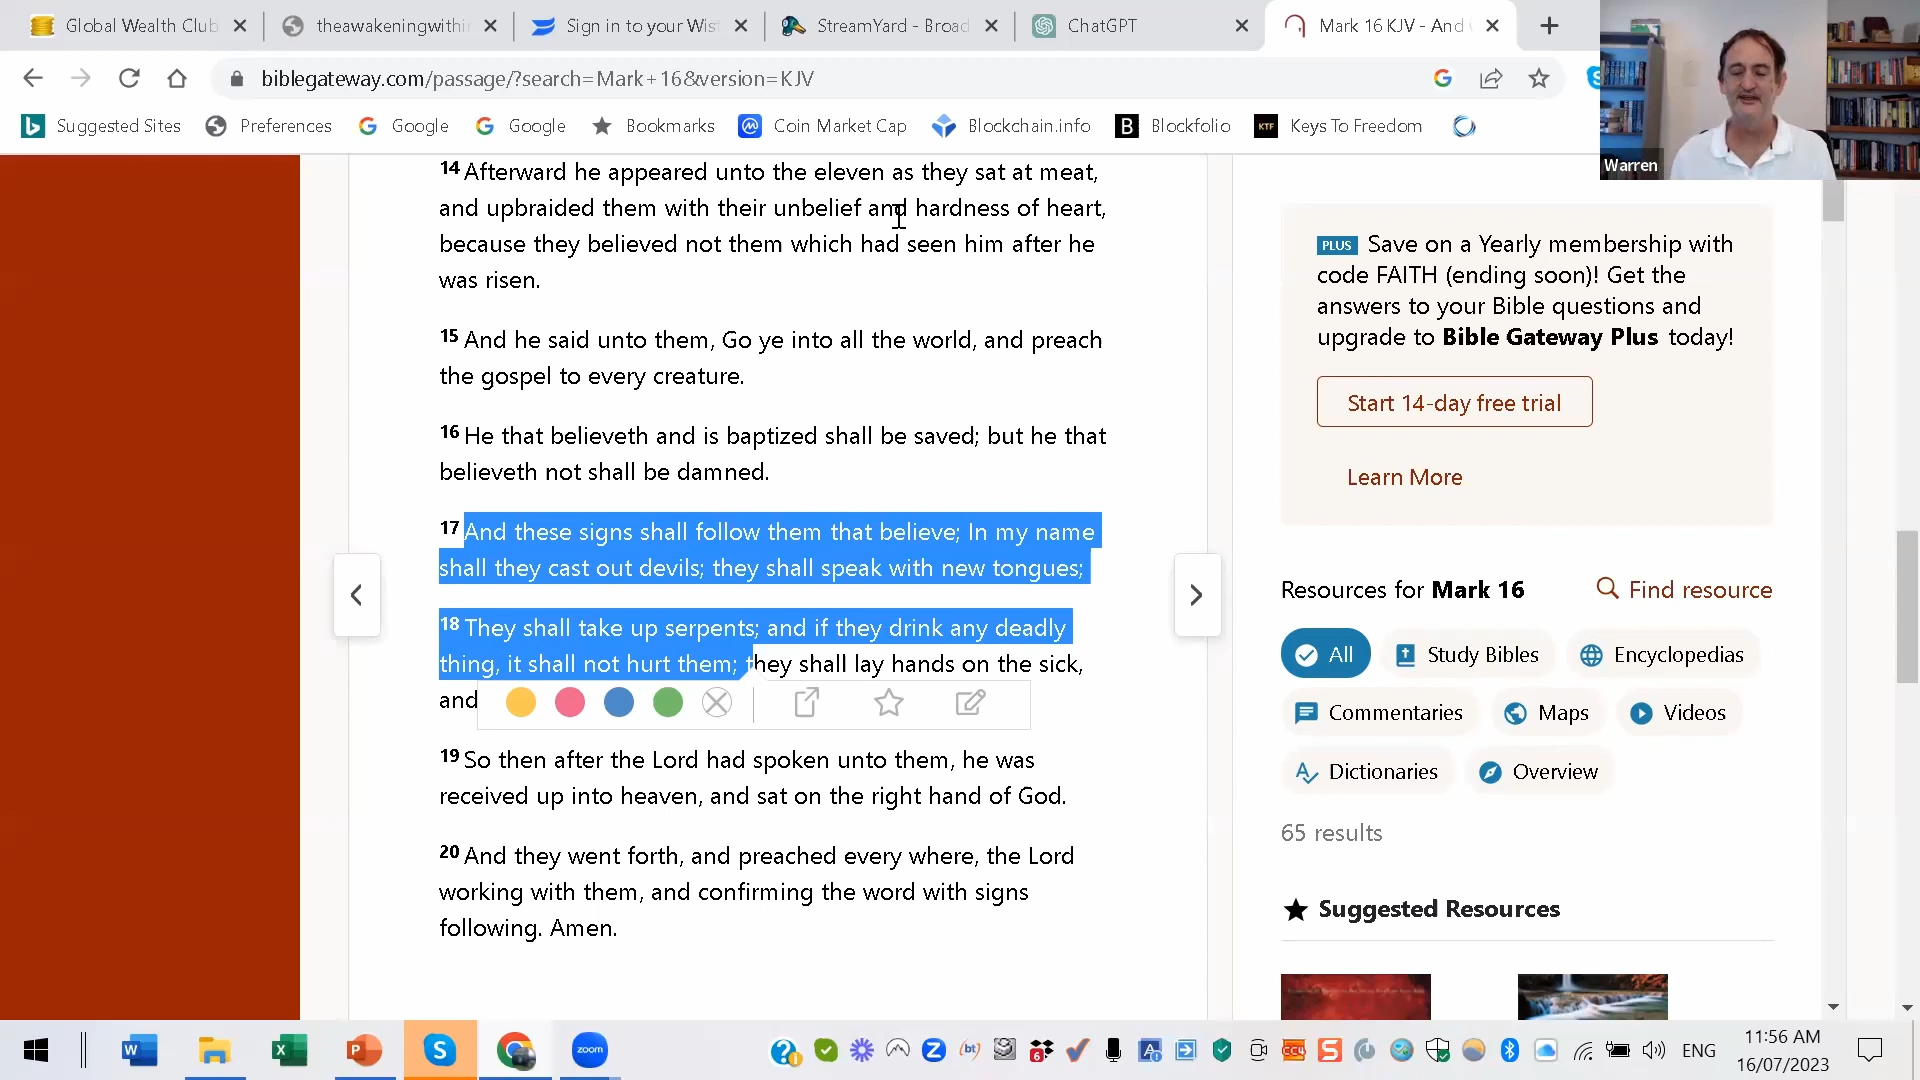 Global Wealth Club
theawakeningwithin
Sign in to your Wist
StreamYard - Broad
ChatGPT
Mark 16 KJV - And
biblegateway.com/passage/?search=Mark+16&version=KJV
Suggested Sites
Preferences
Google
Google
Bookmarks
Coin Market Cap
Blockchain.info
Blockfolio
Keys To Freedom
Warren
14 Afterward he appeared unto the eleven as they sat at meat,
and upbraided them with their unbelief and hardness of heart,
because they believed not them which had seen him after he
was risen.
15 And he said unto them, Go ye into all the world, and preach
the gospel to every creature.
16 He that believeth and is baptized shall be saved; but he that
believeth not shall be damned.
17 And these signs shall follow them that believe; In my name
shall they cast out devils; they shall speak with new tongues;
18 They shall take up serpents; and if they drink any deadly
thing, it shall not hurt them; they shall lay hands on the sick,
and
19 So then after the Lord had spoken unto them, he was
received up into heaven, and sat on the right hand of God.
20 And they went forth, and preached every where, the Lord
working with them, and confirming the word with signs
following. Amen.
PLUS Save on a Yearly membership with
code FAITH (ending soon)! Get the
answers to your Bible questions and
upgrade to Bible Gateway Plus today!
Start 14-day free trial
Learn More
Resources for Mark 16
Find resource
All
Study Bibles
Encyclopedias
Commentaries
Maps
Videos
Dictionaries
Overview
65 results
Suggested Resources
zoom
ENG
11:56 AM
16/07/2023